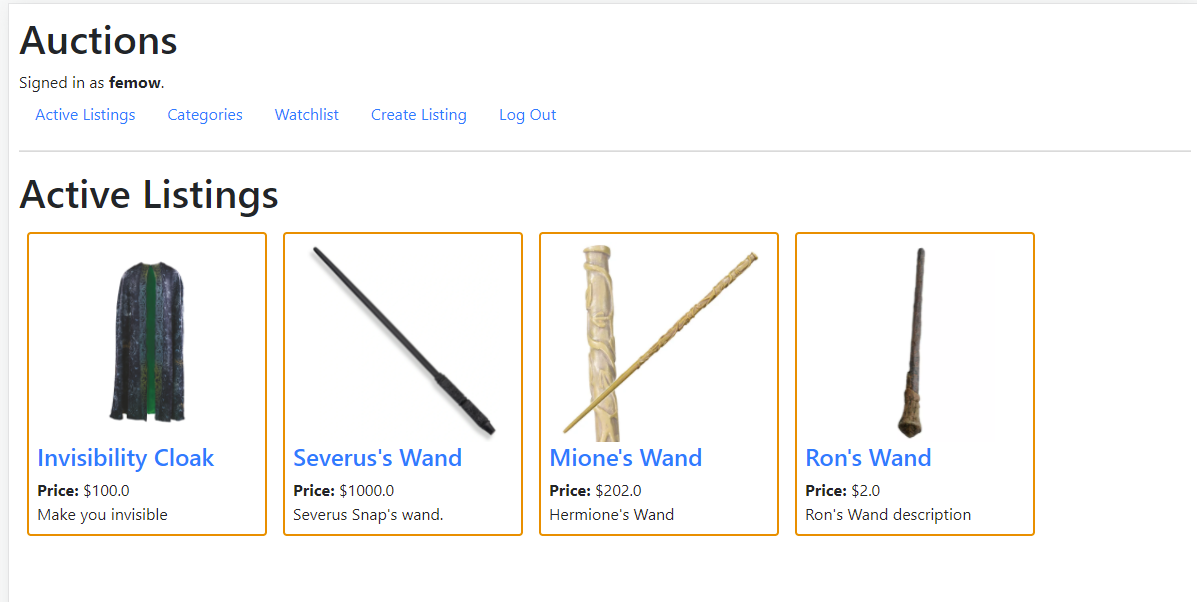 Auctions
Signed in as femow.
Active Listings Categories Watchlist Create Listing Log Out
Active Listings
Invisibility Cloak
Price: $100.0
Make you invisible
Severus's Wand
Price: $1000.0
Severus Snap's wand.
Mione's Wand
Price: $202.0
Hermione's Wand
Ron's Wand
Price: $2.0
Ron's Wand description